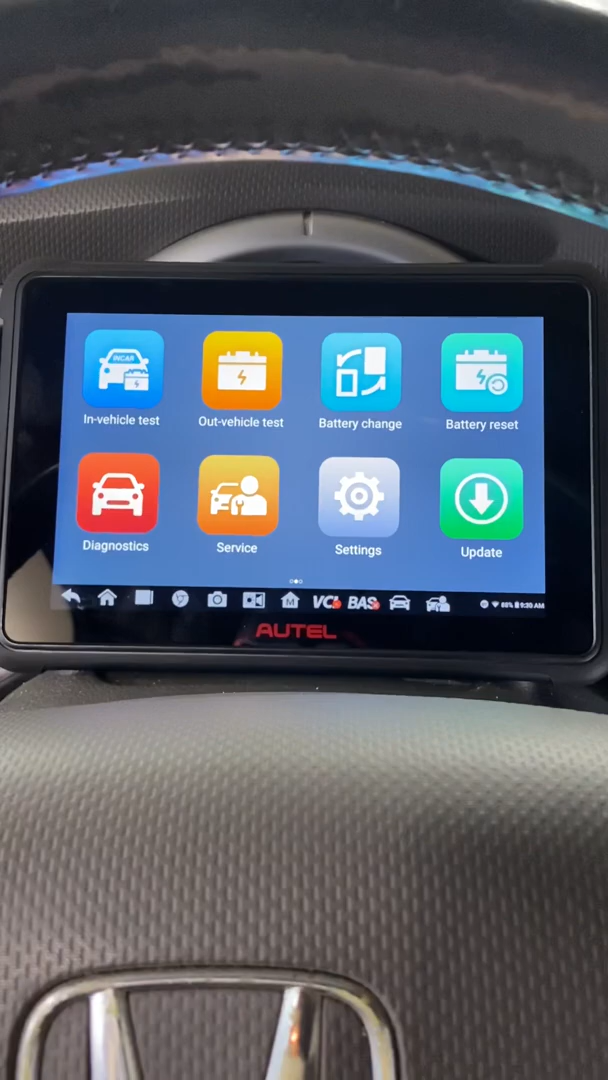 INCAR
In-vehicle test
Out-vehicle test
Battery change
Battery reset
Diagnostics
Service
Settings
Update
M
VCI
BAS
88% 9:30 AM
AUTEL